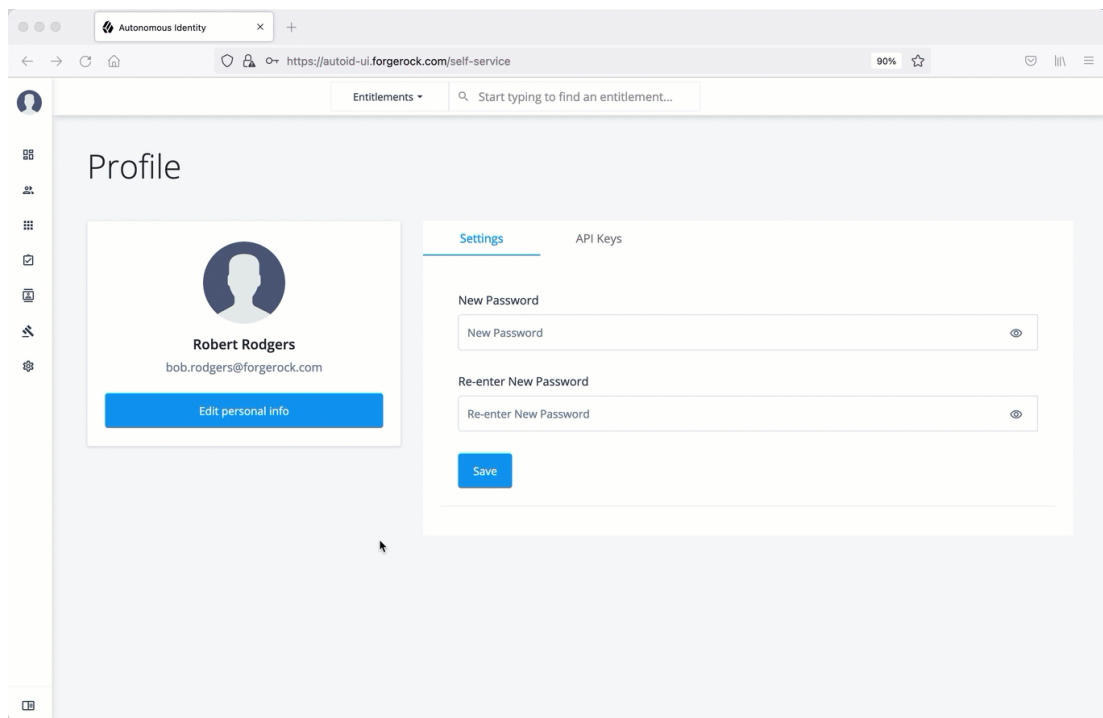 Autonomous Identity
https://autoid-ui.forgerock.com/self-service
90%
Entitlements
Start typing to find an entitlement...
Profile
Robert Rodgers
bob.rodgers@forgerock.com
Edit personal info
Settings
API Keys
New Password
New Password
Re-enter New Password
Re-enter New Password
Save